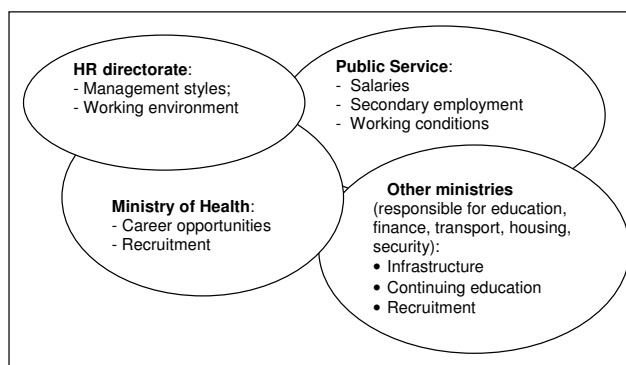 HR directorate:
- Management styles;
- Working environment
Public Service:
- Salaries
- Secondary employment
- Working conditions
Ministry of Health:
- Career opportunities
- Recruitment
Other ministries
(responsible for education,
finance, transport, housing,
security):
• Infrastructure
• Continuing education
• Recruitment